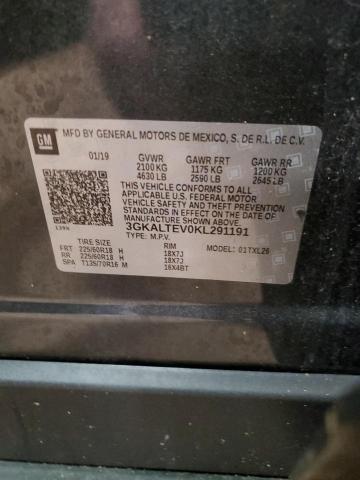 GM
MFD BY GENERAL MOTORS DE MEXICO, S. DE R.L. DE C.V.
01/19 GVWR GAWR FRT GAWR RR
2100 KG 1175 KG 1200 KG
4630 LB 2590 LB 2645 LB
THIS VEHICLE CONFORMS TO ALL APPLICABLE
U.S. FEDERAL MOTOR
VEHICLE SAFETY AND THEFT
PREVENTION STANDARDS IN EFFECT ON THE
DATE OF MANUFACTURE SHOWN ABOVE.
3GKALTEV0KL291191
TYPE: M.P.V.
TIRE SIZE RIM 01TXL26
FRT 225/60R18 H 18X7J
RR 225/60R18 H 18X7J
SPA T135/70R16 M 16X4BT